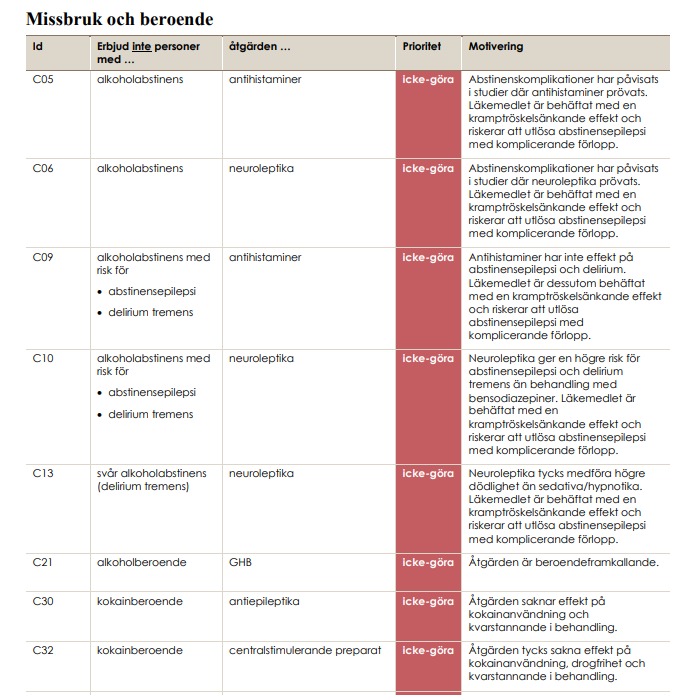 Missbruk och beroende
Id
Erbjud inte personer
med …
åtgärden …
Prioritet
Motivering
C05
alkoholabstinens
antihistaminer
icke-göra
Abstinenskomplikationer har påvisats
i studier där antihistaminer prövats.
Läkemedlet är behäftat med en
kramptröskelsänkande effekt och
riskerar att utlösa abstinensepilepsi
med komplicerande förlopp.
C06
alkoholabstinens
neuroleptika
icke-göra
Abstinenskomplikationer har påvisats
i studier där neuroleptika prövats.
Läkemedlet är behäftat med en
kramptröskelsänkande effekt och
riskerar att utlösa abstinensepilepsi
med komplicerande förlopp.
C09
alkoholabstinens med
risk för
• abstinensepilepsi
• delirium tremens
antihistaminer
icke-göra
Antihistaminer har inte effekt på
abstinensepilepsi och delirium.
Läkemedlet är dessutom behäftat
med en kramptröskelsänkande effekt
och riskerar att utlösa
abstinensepilepsi med
komplicerande förlopp.
C10
alkoholabstinens med
risk för
• abstinensepilepsi
• delirium tremens
neuroleptika
icke-göra
Neuroleptika ger en högre risk för
abstinensepilepsi och delirium
tremens än behandling med
bensodiazepiner. Läkemedlet är
behäftat med en
kramptröskelsänkande effekt och
riskerar att utlösa abstinensepilepsi
med komplicerande förlopp.
C13
svår alkoholabstinens
(delirium tremens)
neuroleptika
icke-göra
Neuroleptika tycks medföra högre
dödlighet än sedativa/hypnotika.
Läkemedlet är behäftat med en
kramptröskelsänkande effekt och
riskerar att utlösa abstinensepilepsi
med komplicerande förlopp.
C21
alkoholberoende
GHB
icke-göra
Åtgärden är beroendeframkallande.
C30
kokainberoende
antiepileptika
icke-göra
Åtgärden saknar effekt på
kokainanvändning och
kvarstannande i behandling.
C32
kokainberoende
centralstimulerande preparat
icke-göra
Åtgärden tycks sakna effekt på
kokainanvändning, drogfrihet och
kvarstannande i behandling.